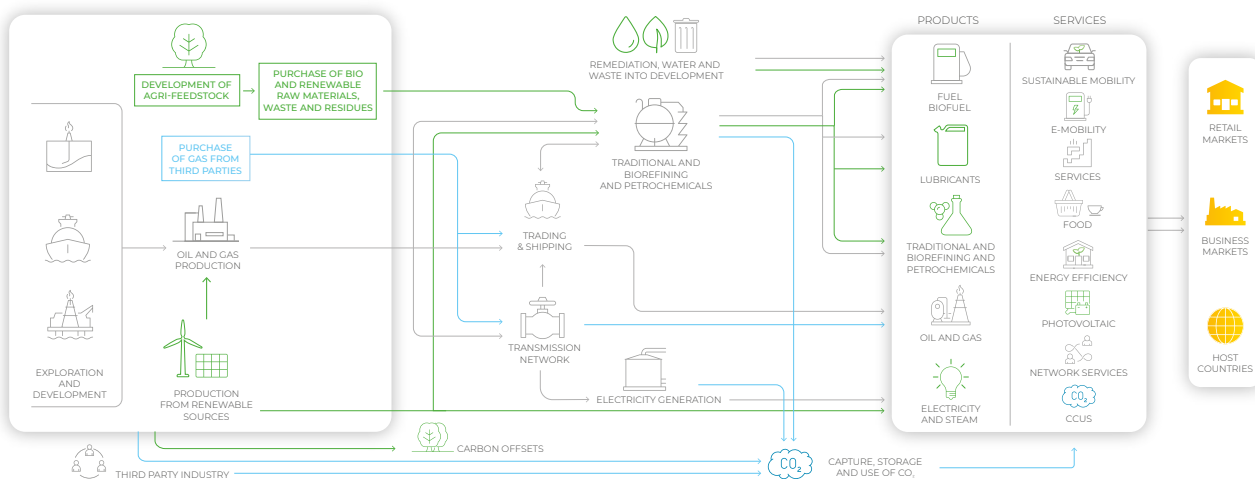 PRODUCTS
SERVICES
DEVELOPMENT OF
AGRI-FEEDSTOCK
PURCHASE OF BIO
AND RENEWABLE
RAW MATERIALS,
WASTE AND RESIDUES
PURCHASE
OF GAS FROM
THIRD PARTIES
OIL AND GAS
PRODUCTION
EXPLORATION
AND
DEVELOPMENT
PRODUCTION
FROM RENEWABLE
SOURCES
REMEDIATION, WATER AND
WASTE INTO DEVELOPMENT
TRADITIONAL AND
BIOREFINING
AND PETROCHEMICALS
TRADING
& SHIPPING
TRANSMISSION
NETWORK
ELECTRICITY GENERATION
CARBON OFFSETS
THIRD PARTY INDUSTRY
CO2
CAPTURE, STORAGE
AND USE OF CO,
FUEL
BIOFUEL
LUBRICANTS
TRADITIONAL AND
BIOREFINING AND
PETROCHEMICALS
OIL AND GAS
ELECTRICITY
AND STEAM
SUSTAINABLE MOBILITY
E-MOBILITY
SERVICES
FOOD
ENERGY EFFICIENCY
PHOTOVOLTAIC
NETWORK SERVICES
CO2
CCUS
RETAIL
MARKETS
BUSINESS
MARKETS
HOST
COUNTRIES